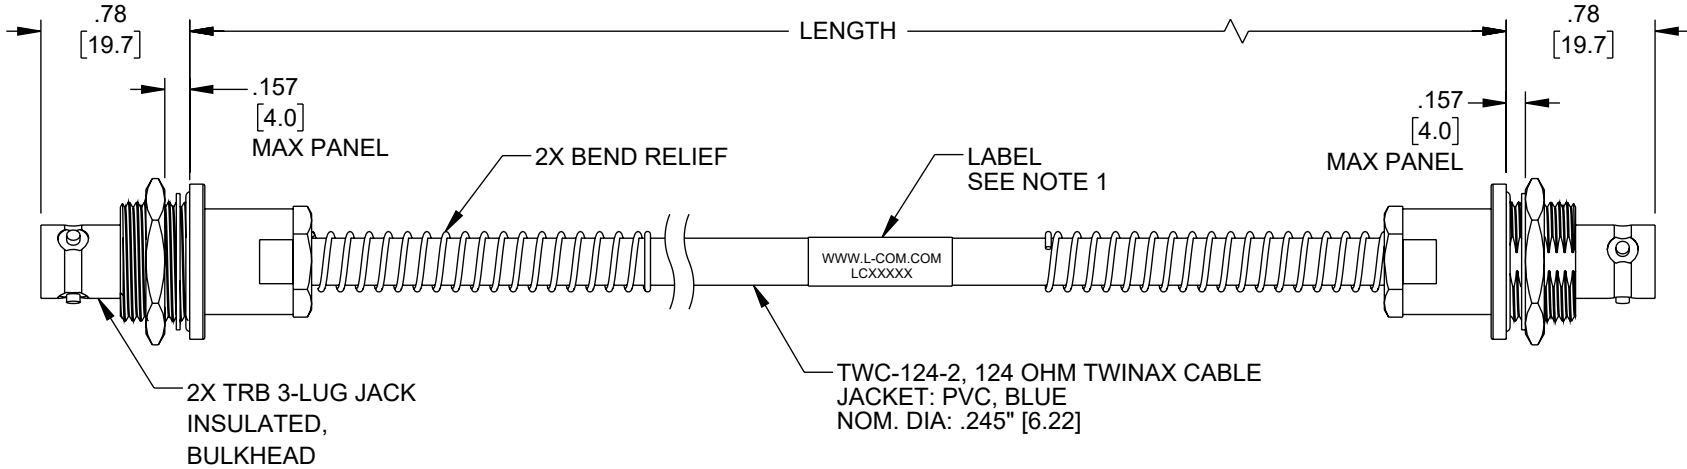 .78
[19.7]
LENGTH
.78
[19.7]
.157
[4.0]
MAX PANEL
.157
[4.0]
MAX PANEL
2X BEND RELIEF
LABEL
SEE NOTE 1
WWW.L-COM.COM
LCXXXXX
2X TRB 3-LUG JACK
INSULATED,
BULKHEAD
TWC-124-2, 124 OHM TWINAX CABLE
JACKET: PVC, BLUE
NOM. DIA: .245" [6.22]